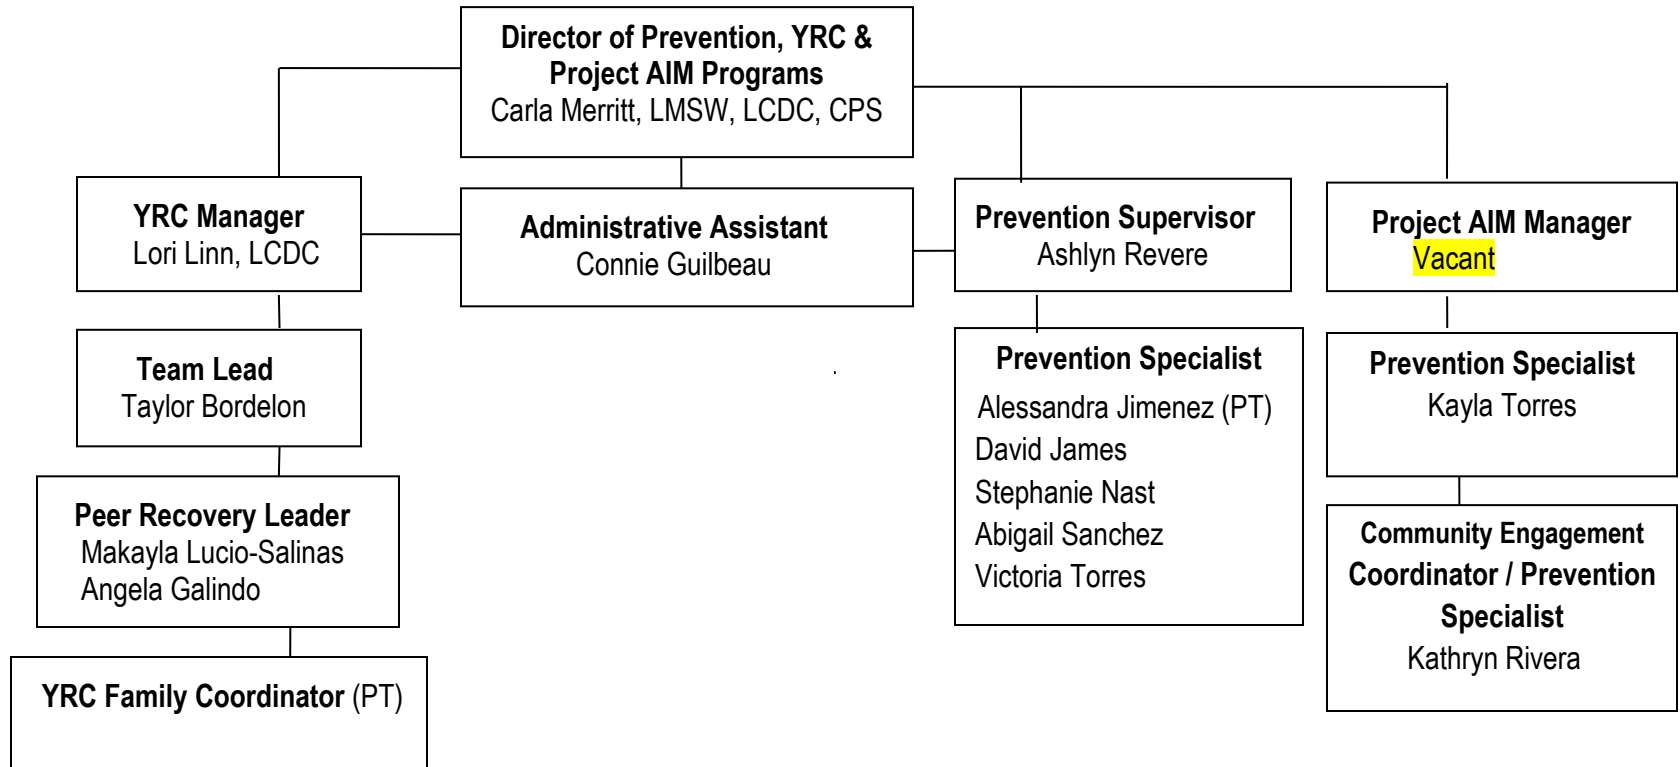 Director of Prevention, YRC &
Project AIM Programs
Carla Merritt, LMSW, LCDC, CPS
YRC Manager
Lori Linn, LCDC
Administrative Assistant
Connie Guilbeau
Prevention Supervisor
Ashlyn Revere
Project AIM Manager
Vacant
Team Lead
Taylor Bordelon
Peer Recovery Leader
Makayla Lucio-Salinas
Angela Galindo
YRC Family Coordinator (PT)
Prevention Specialist
Alessandra Jimenez (PT)
David James
Stephanie Nast
Abigail Sanchez
Victoria Torres
Prevention Specialist
Kayla Torres
Community Engagement
Coordinator / Prevention
Specialist
Kathryn Rivera